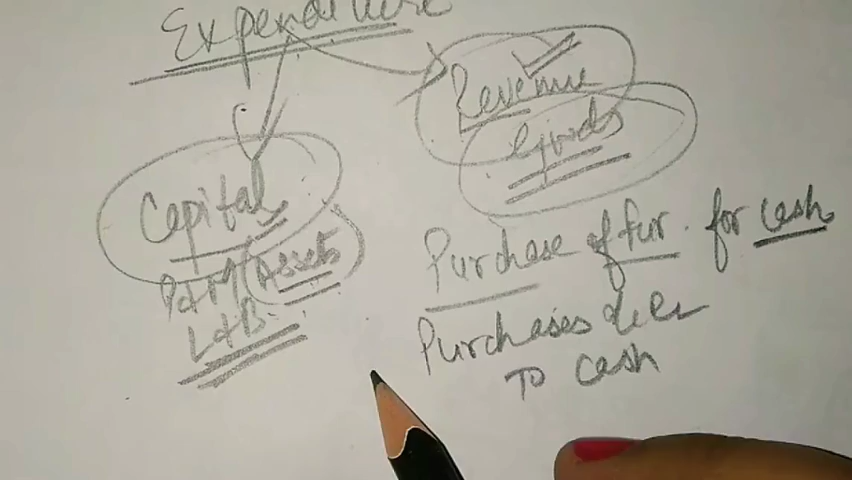 Expenditure
Revenue
Goods
Capital
P & M (Assets
L & B.
Purchase of fur. for cash
Purchases a/c Dr
To cash